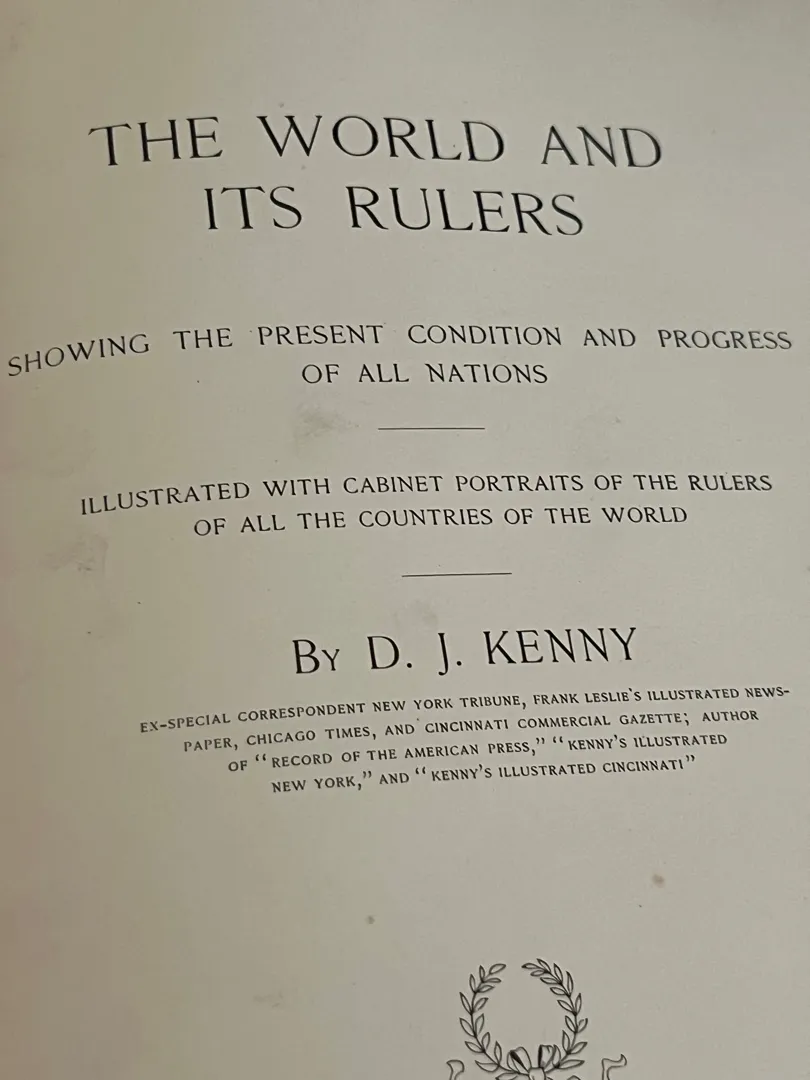 THE WORLD AND
ITS RULERS
SHOWING THE PRESENT CONDITION AND PROGRESS
OF ALL NATIONS
ILLUSTRATED WITH CABINET PORTRAITS OF THE RULERS
OF ALL THE COUNTRIES OF THE WORLD
BY D. J. KENNY
EX-SPECIAL CORRESPONDENT NEW YORK TRIBUNE, FRANK LESLIE'S ILLUSTRATED NEWS-
PAPER, CHICAGO TIMES, AND CINCINNATI COMMERCIAL GAZETTE; AUTHOR
OF "RECORD OF THE AMERICAN PRESS," "KENNY'S ILLUSTRATED
NEW YORK," AND "KENNY'S ILLUSTRATED CINCINNATI"